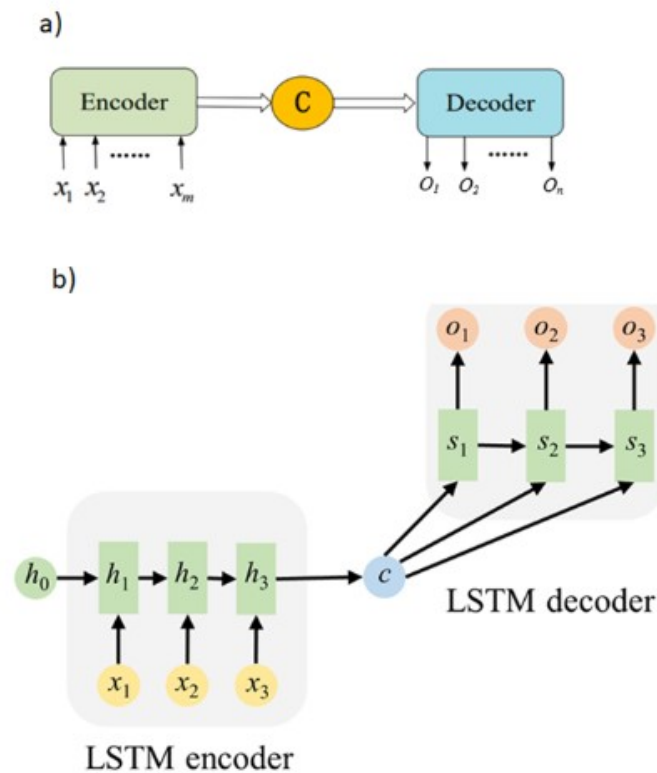 a)
Encoder C Decoder
x₁ x₂ ...... xₘ
O₁ O₂ ...... Oₙ
b)
o₁ o₂ o₃
s₁ s₂ s₃
h₀ h₁ h₂ h₃ c
LSTM decoder
x₁ x₂ x₃
LSTM encoder